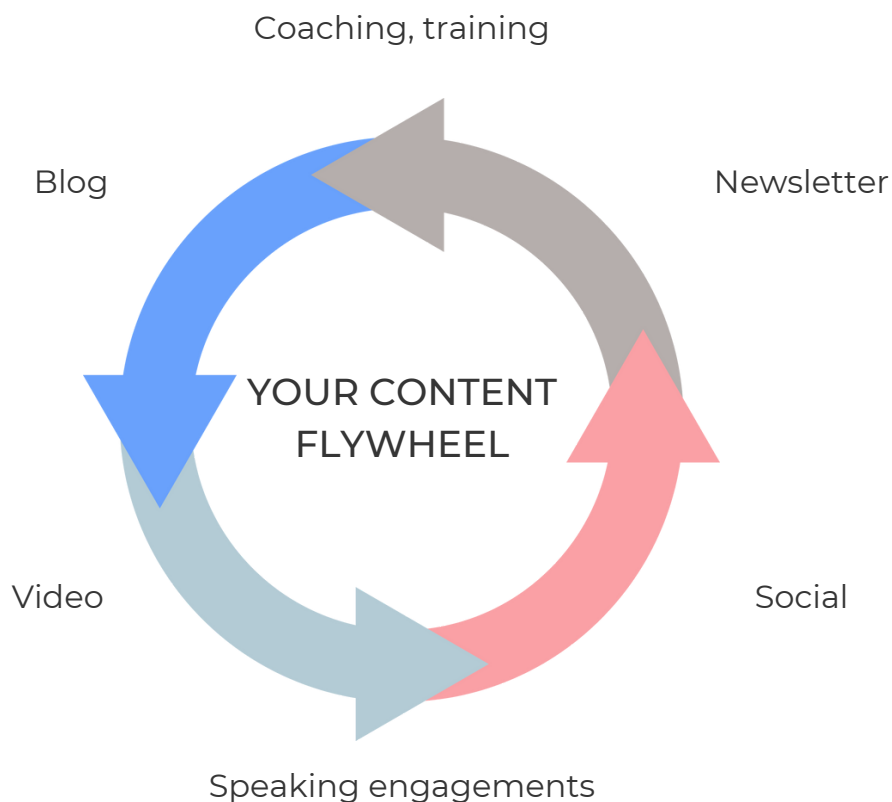 Coaching, training
Blog
Newsletter
YOUR CONTENT
FLYWHEEL
Video
Social
Speaking engagements